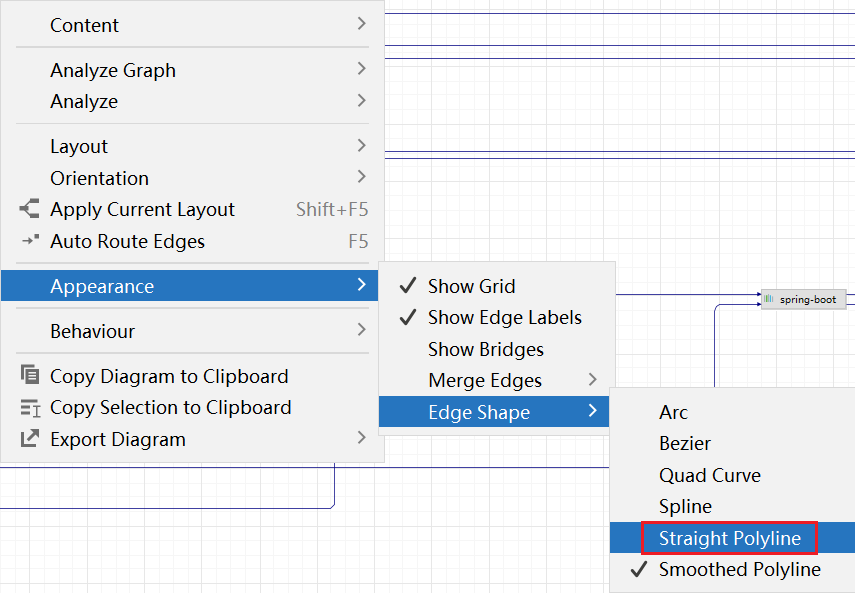 Content
Analyze Graph
Analyze
Layout
Orientation
Apply Current Layout Shift+F5
Auto Route Edges F5
Appearance
Behaviour
Copy Diagram to Clipboard
Copy Selection to Clipboard
Export Diagram
Show Grid
Show Edge Labels
Show Bridges
Merge Edges
Edge Shape
spring-boot
Arc
Bezier
Quad Curve
Spline
Straight Polyline
Smoothed Polyline